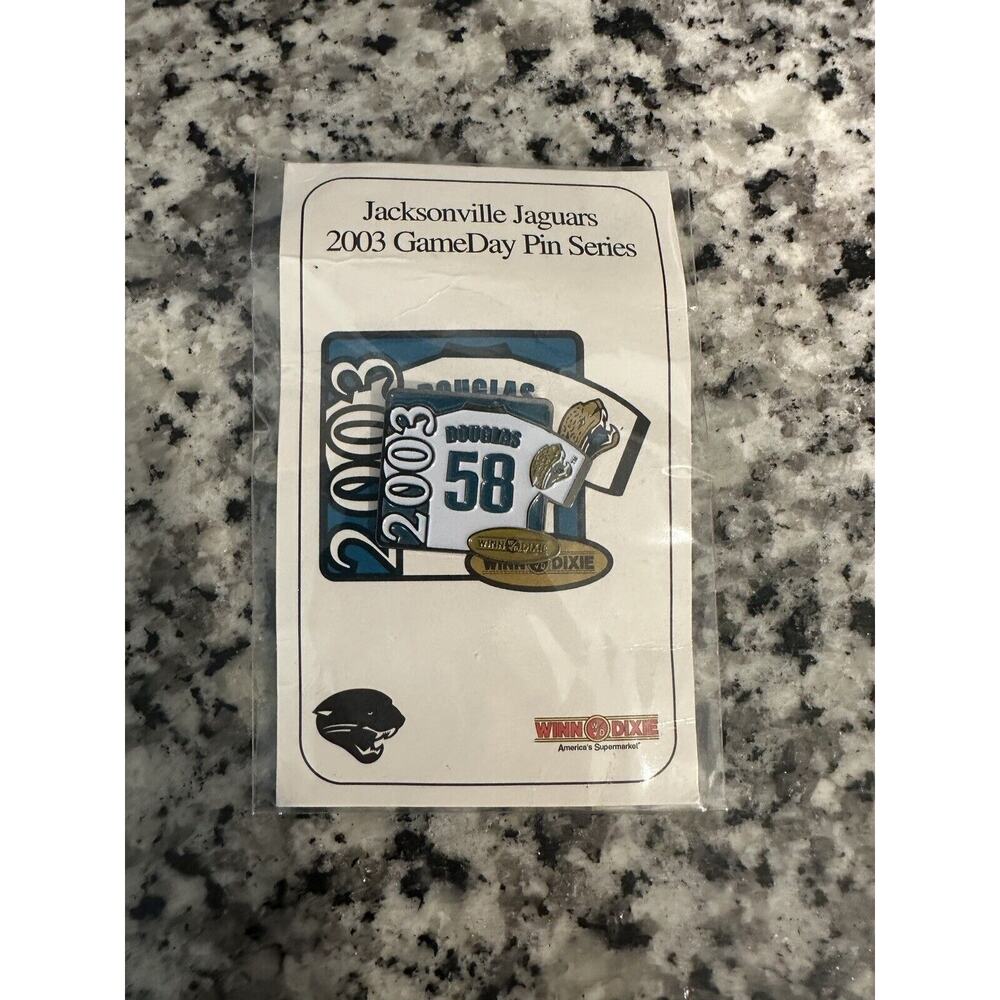 Jacksonville Jaguars
2003 GameDay Pin Series
2003
DOUGLAS
2003
DOUGLAS
58
TM
WINN DIXIE
WINN DIXIE
WINN DIXIE
America's Supermarket